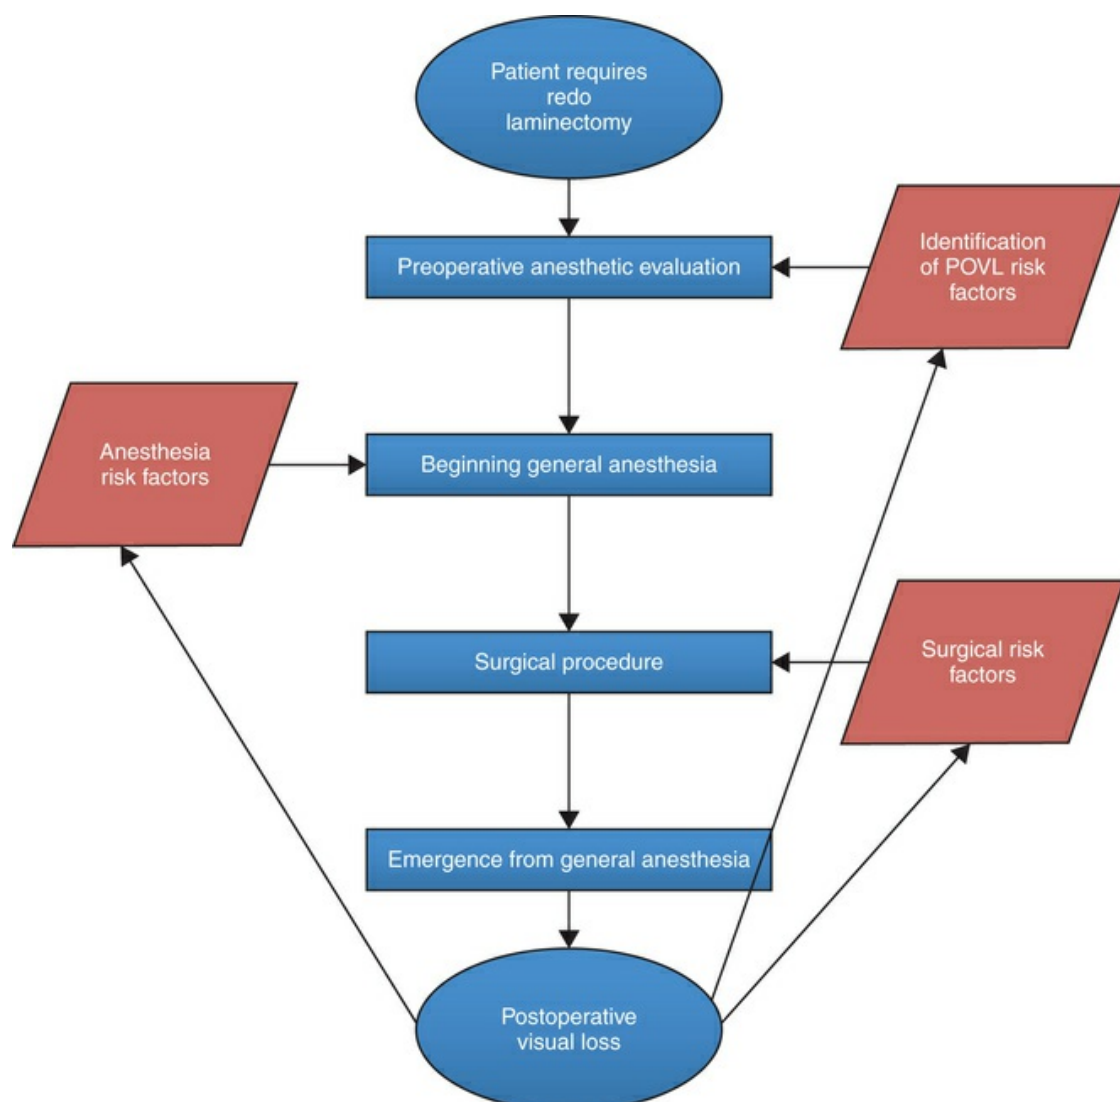 Patient requires
redo
laminectomy
Identification
of POVL risk
factors
Preoperative anesthetic evaluation
Anesthesia
risk factors
Beginning general anesthesia
Surgical procedure
Surgical risk
factors
Emergence from general anesthesia
Postoperative
visual loss